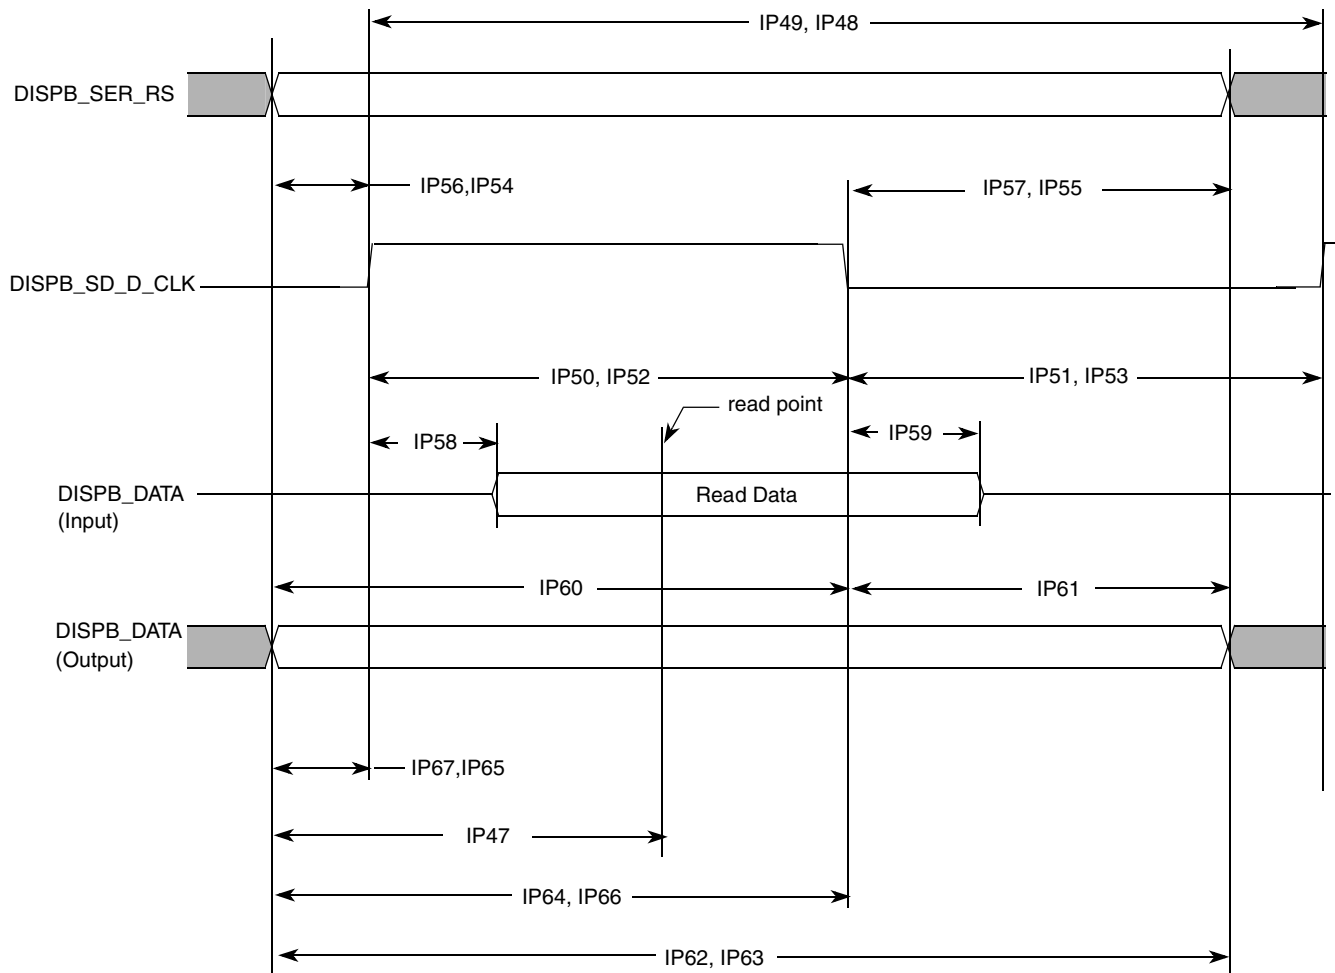 IP49, IP48
DISPB_SER_RS
IP56,IP54
IP57, IP55
DISPB_SD_D_CLK
IP50, IP52
IP51, IP53
read point
IP58
IP59
DISPB_DATA
(Input)
Read Data
IP60
IP61
DISPB_DATA
(Output)
IP67,IP65
IP47
IP64, IP66
IP62, IP63